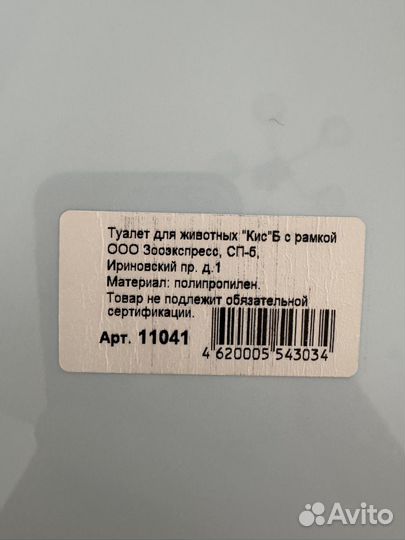 Туалет для животных "Кис"Б с рамкой
ООО Зооэкспресс, СП-б,
Ириновский пр. д.1
Материал: полипропилен.
Товар не подлежит обязательной
сертификации.
Арт. 11041
4 620005 543034
Avito